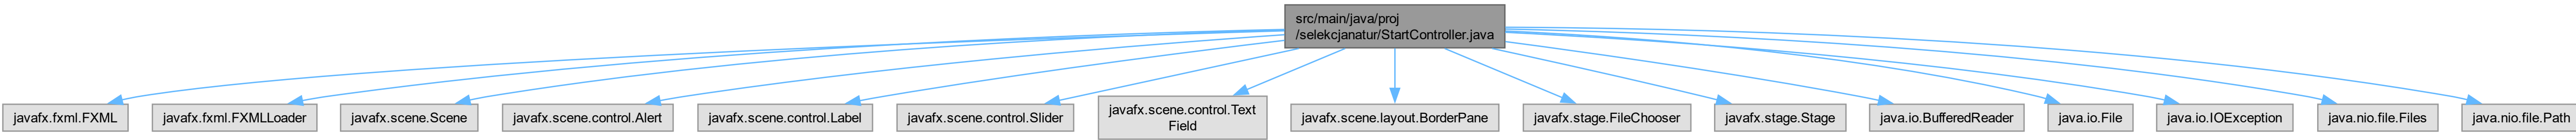 src/main/java/proj
/selekcjanatur/StartController.java
javafx.fxml.FXML
javafx.fxml.FXMLLoader
javafx.scene.Scene
javafx.scene.control.Alert
javafx.scene.control.Label
javafx.scene.control.Slider
javafx.scene.control.Text
Field
javafx.scene.layout.BorderPane
javafx.stage.FileChooser
javafx.stage.Stage
java.io.BufferedReader
java.io.File
java.io.IOException
java.nio.file.Files
java.nio.file.Path